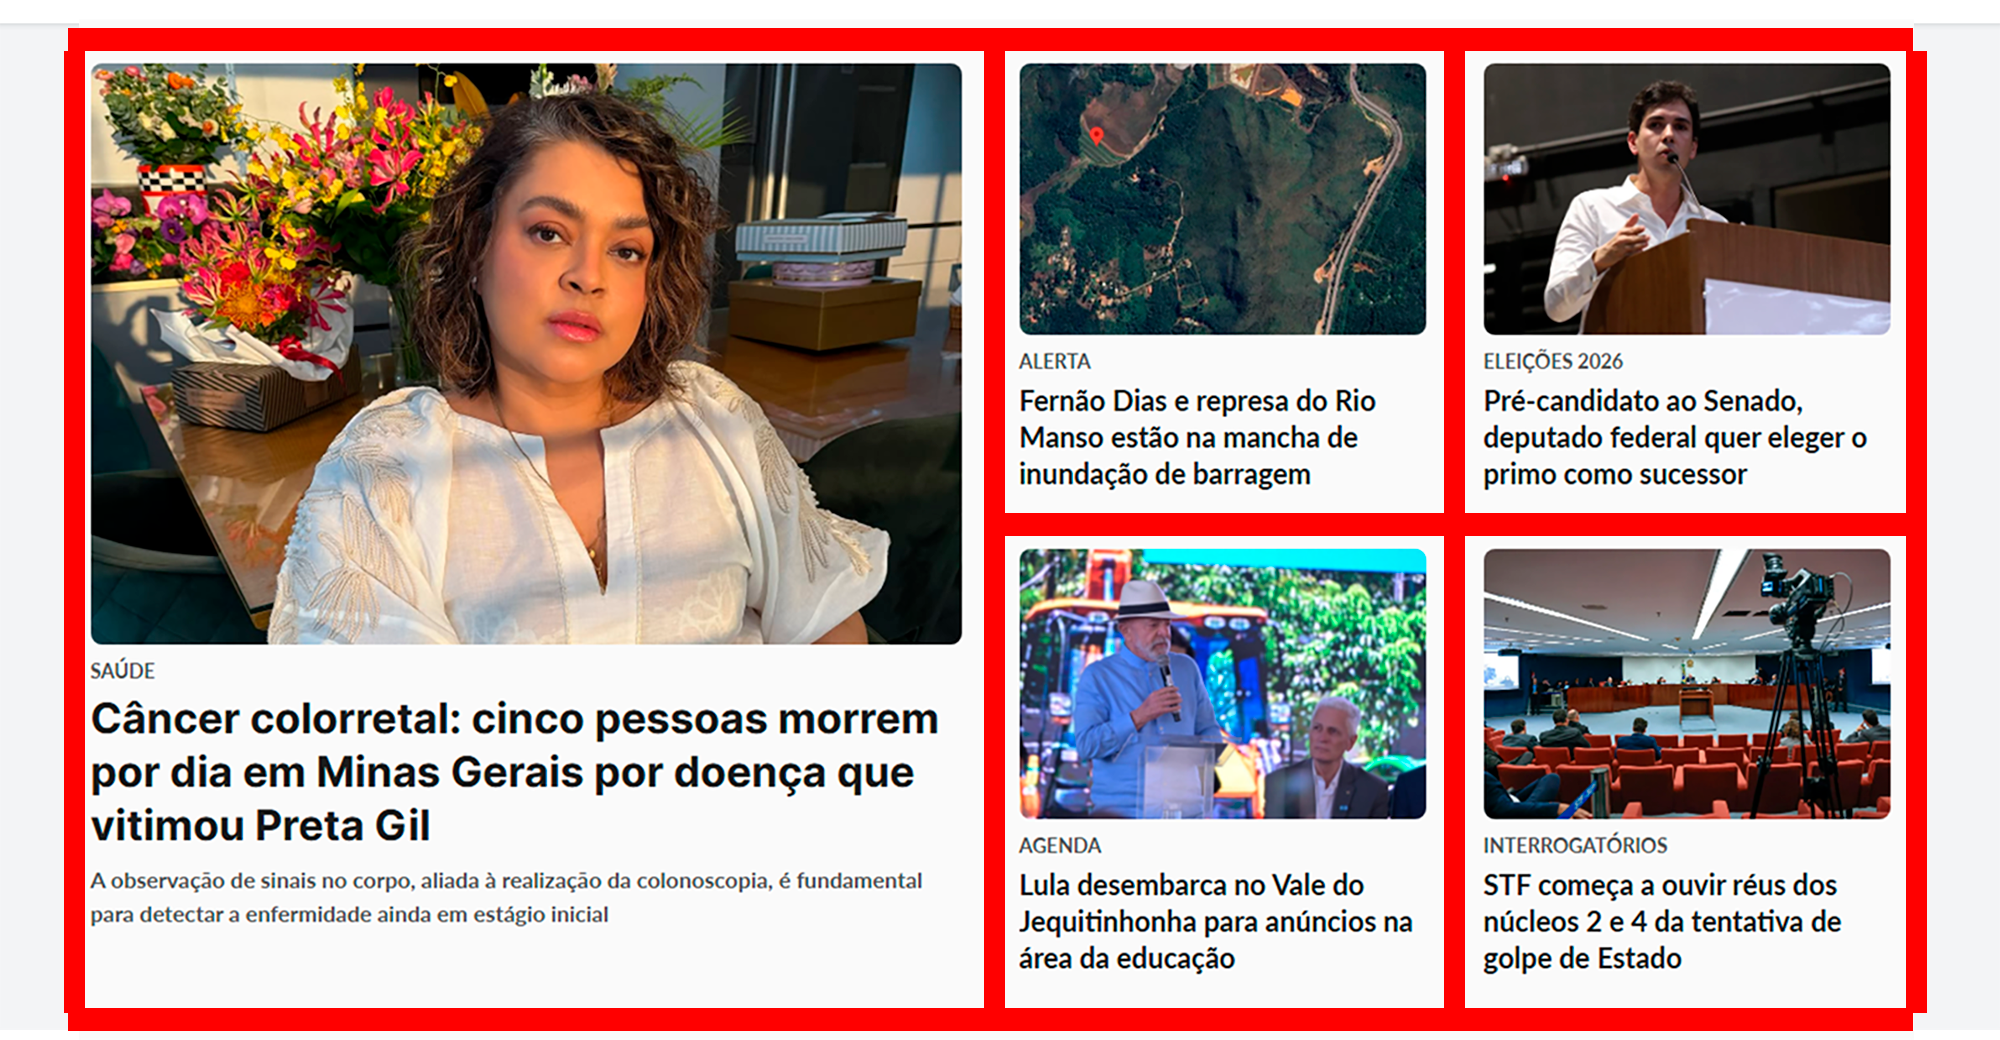 SAÚDE
Câncer colorretal: cinco pessoas morrem
por dia em Minas Gerais por doença que
vitimou Preta Gil
A observação de sinais no corpo, aliada à realização da colonoscopia, é fundamental
para detectar a enfermidade ainda em estágio inicial
ALERTA
Fernão Dias e represa do Rio
Manso estão na mancha de
inundação de barragem
ELEIÇÕES 2026
Pré-candidato ao Senado,
deputado federal quer eleger o
primo como sucessor
AGENDA
Lula desembarca no Vale do
Jequitinhonha para anúncios na
área da educação
INTERROGATÓRIOS
STF começa a ouvir réus dos
núcleos 2 e 4 da tentativa de
golpe de Estado